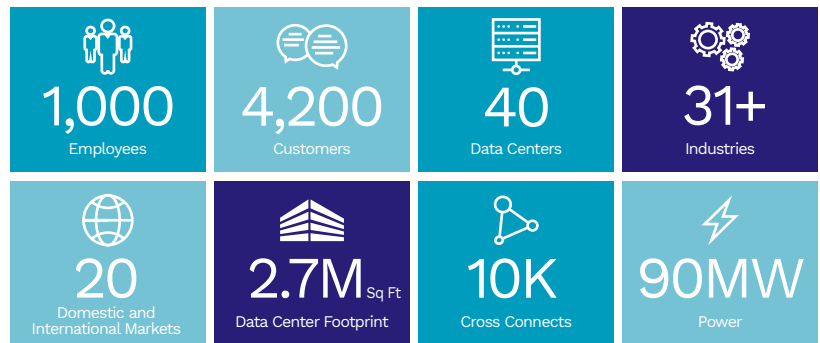 1,000
Employees
4,200
Customers
40
Data Centers
31+
Industries
20
Domestic and
International Markets
2.7M Sq Ft
Data Center Footprint
10K
Cross Connects
90MW
Power